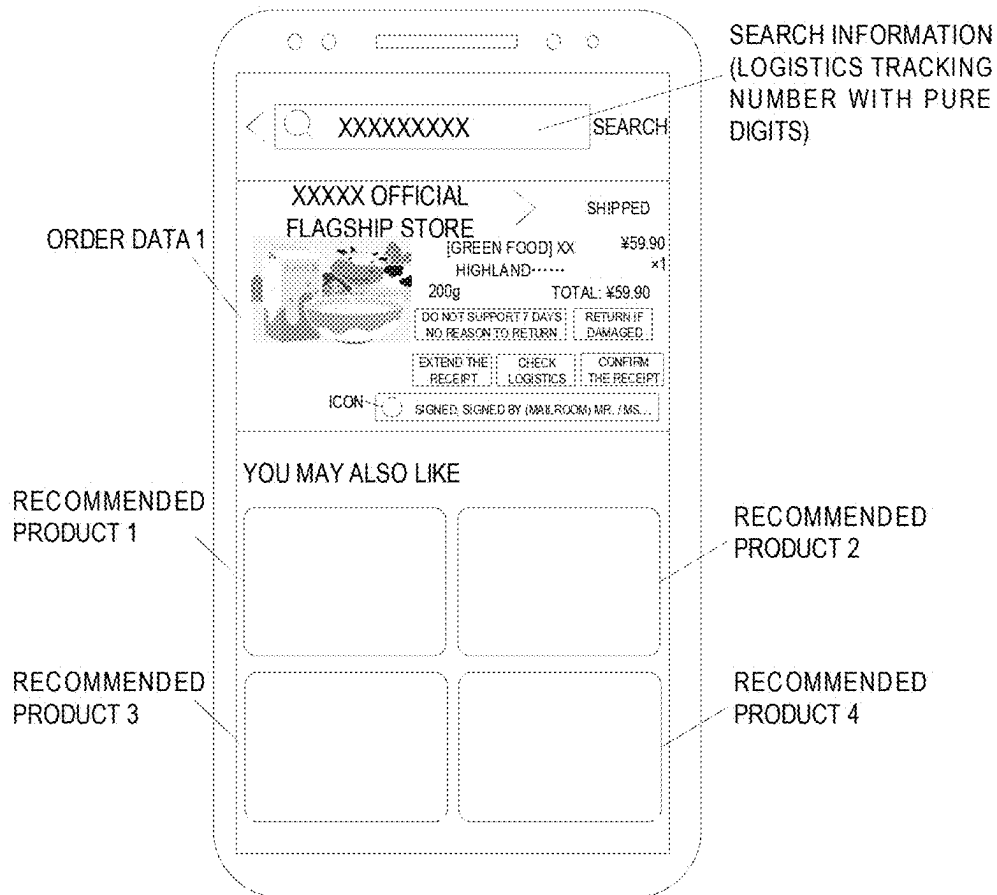 SEARCH INFORMATION
(LOGISTICS TRACKING
NUMBER WITH PURE
DIGITS)
XXXXXXXXX
SEARCH
XXXXX OFFICIAL
FLAGSHIP STORE
SHIPPED
ORDER DATA 1
[GREEN FOOD] XX
¥59.90
HIGHLAND······
×1
200g
TOTAL: ¥59.90
DO NOT SUPPORT 7 DAYS
NO REASON TO RETURN
RETURN IF
DAMAGED
EXTEND THE
RECEIPT
CHECK
LOGISTICS
CONFIRM
THE RECEIPT
ICON
SIGNED, SIGNED BY (MAILROOM) MR. / MS...
YOU MAY ALSO LIKE
RECOMMENDED
PRODUCT 1
RECOMMENDED
PRODUCT 2
RECOMMENDED
PRODUCT 3
RECOMMENDED
PRODUCT 4